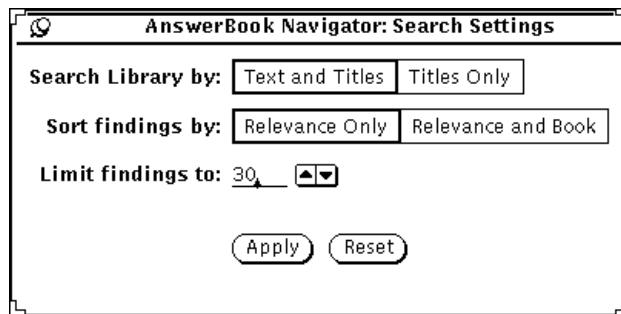 AnswerBook Navigator: Search Settings
Search Library by: Text and Titles Titles Only
Sort findings by: Relevance Only Relevance and Book
Limit findings to: 30
Apply Reset